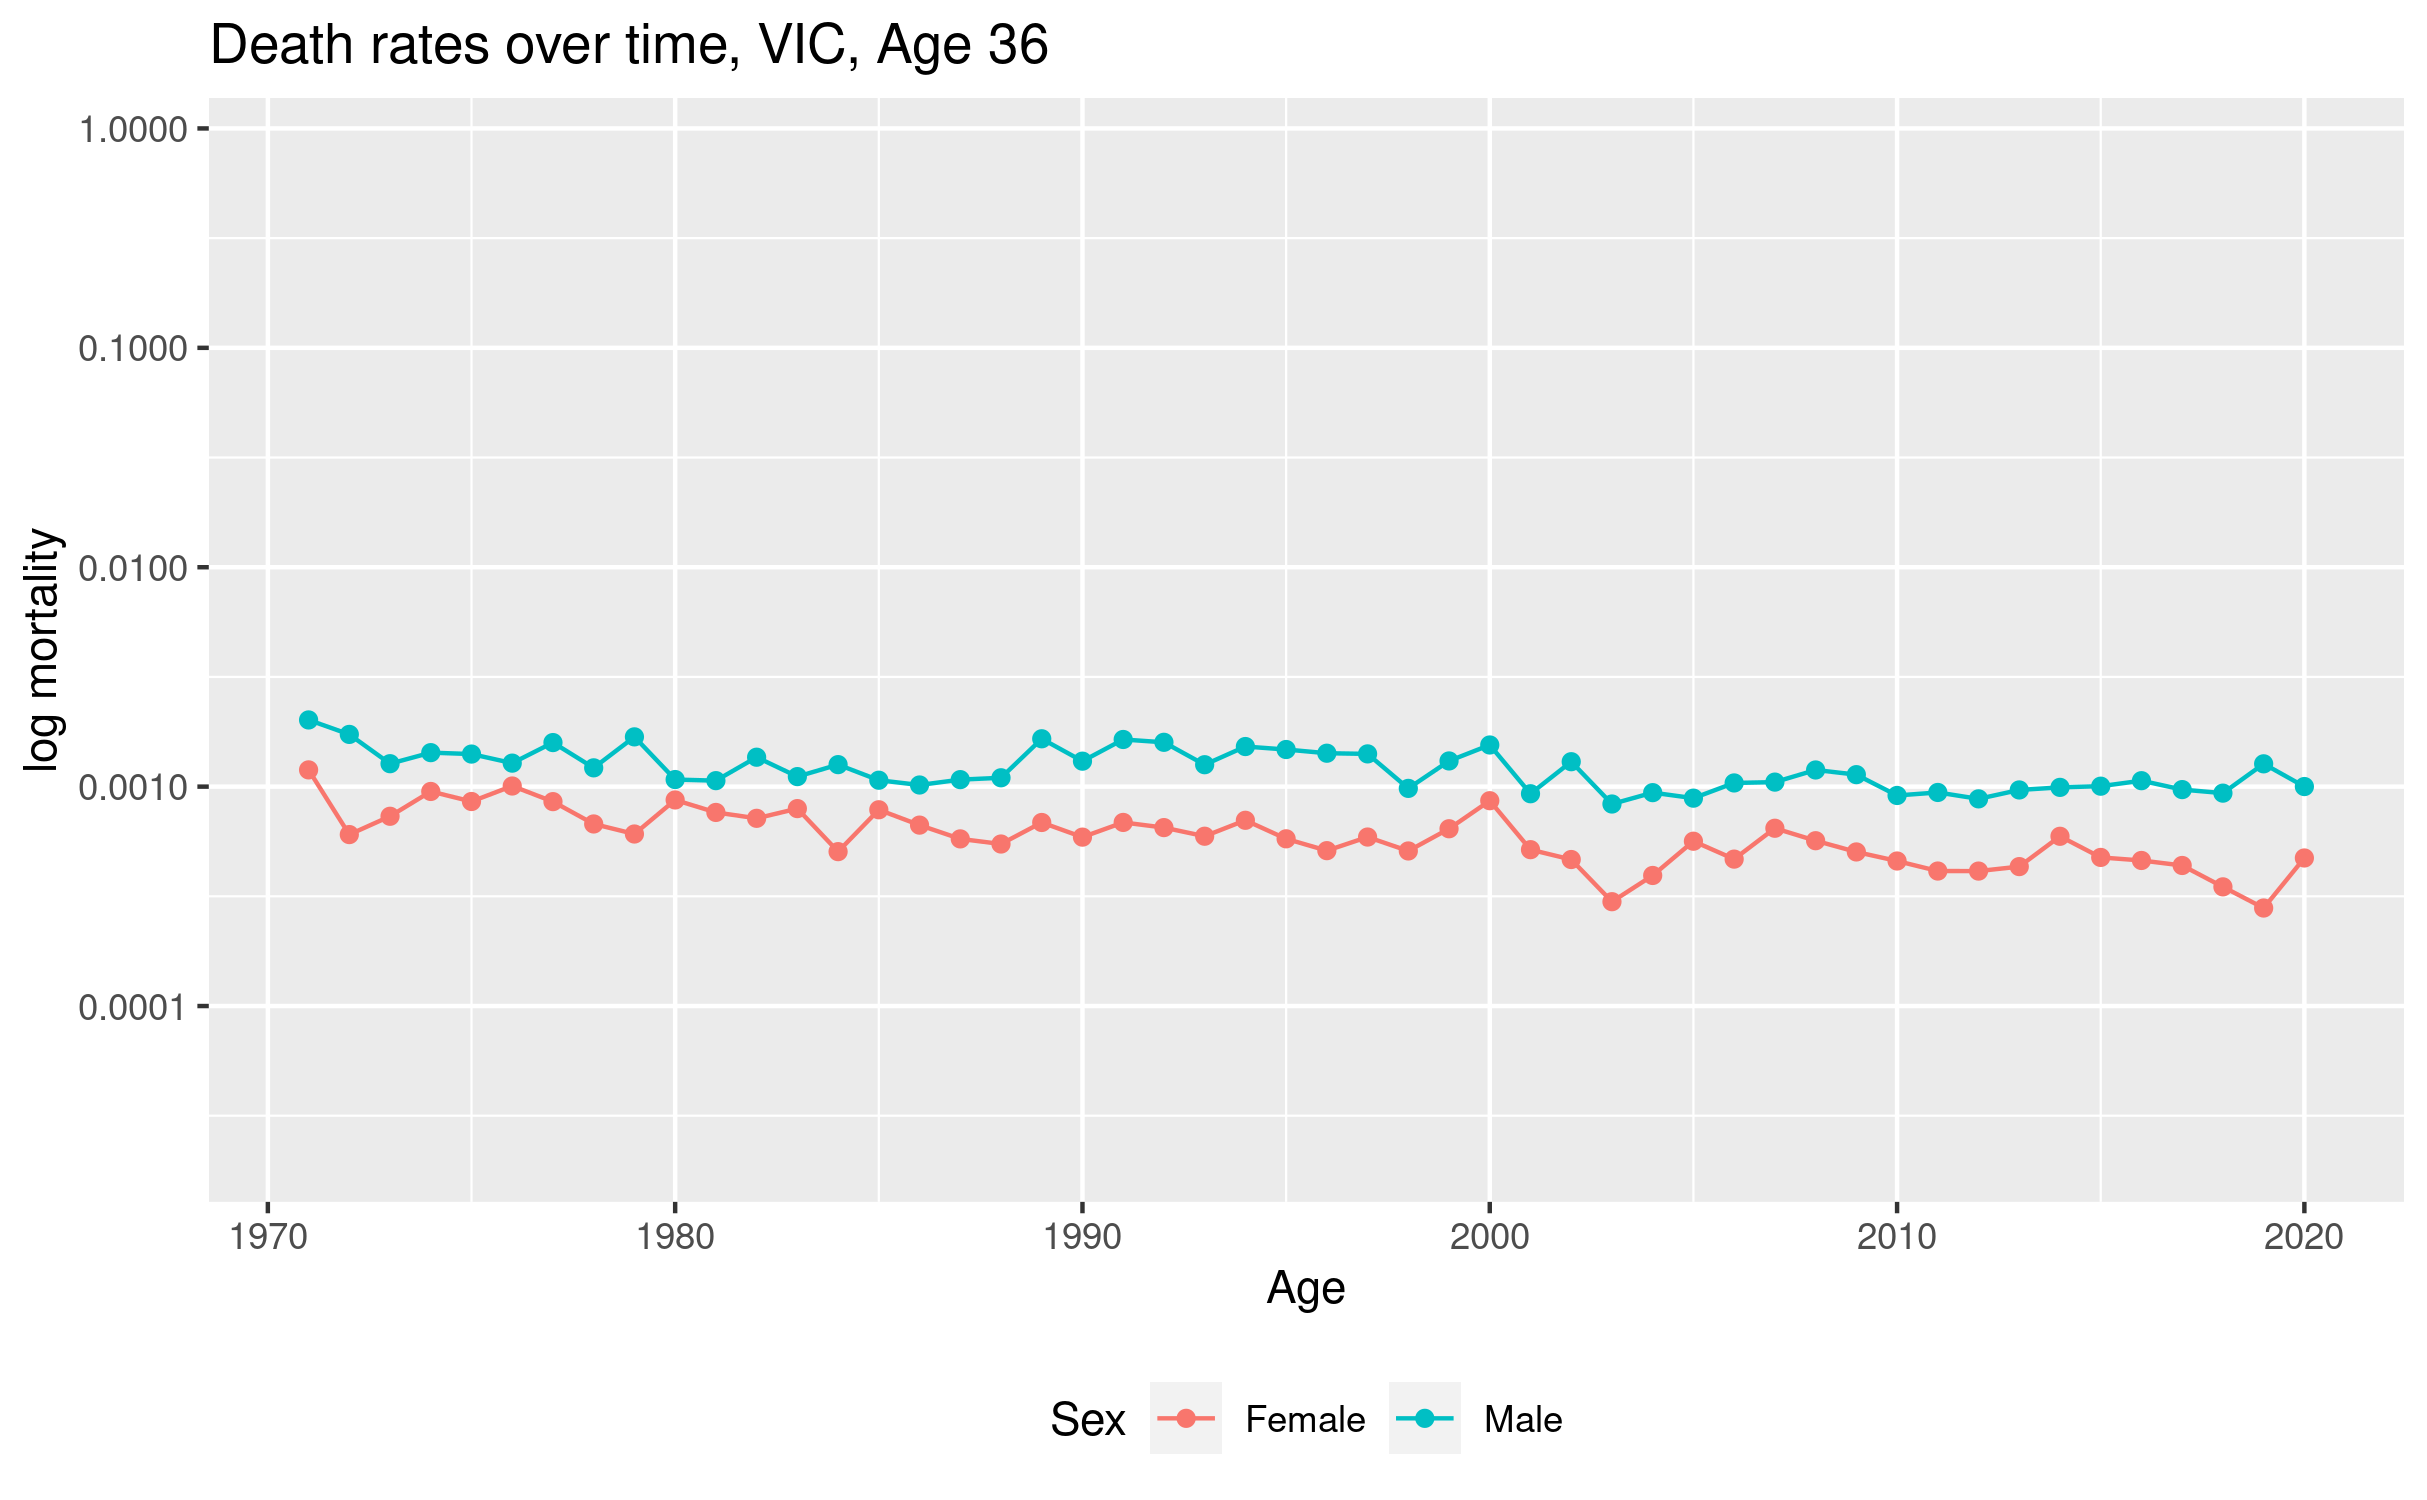 Death rates over time, VIC, Age 36
log mortality
1.0000
0.1000
0.0100
0.0010
0.0001
1970 1980 1990 2000 2010 2020
Age
Sex Female Male